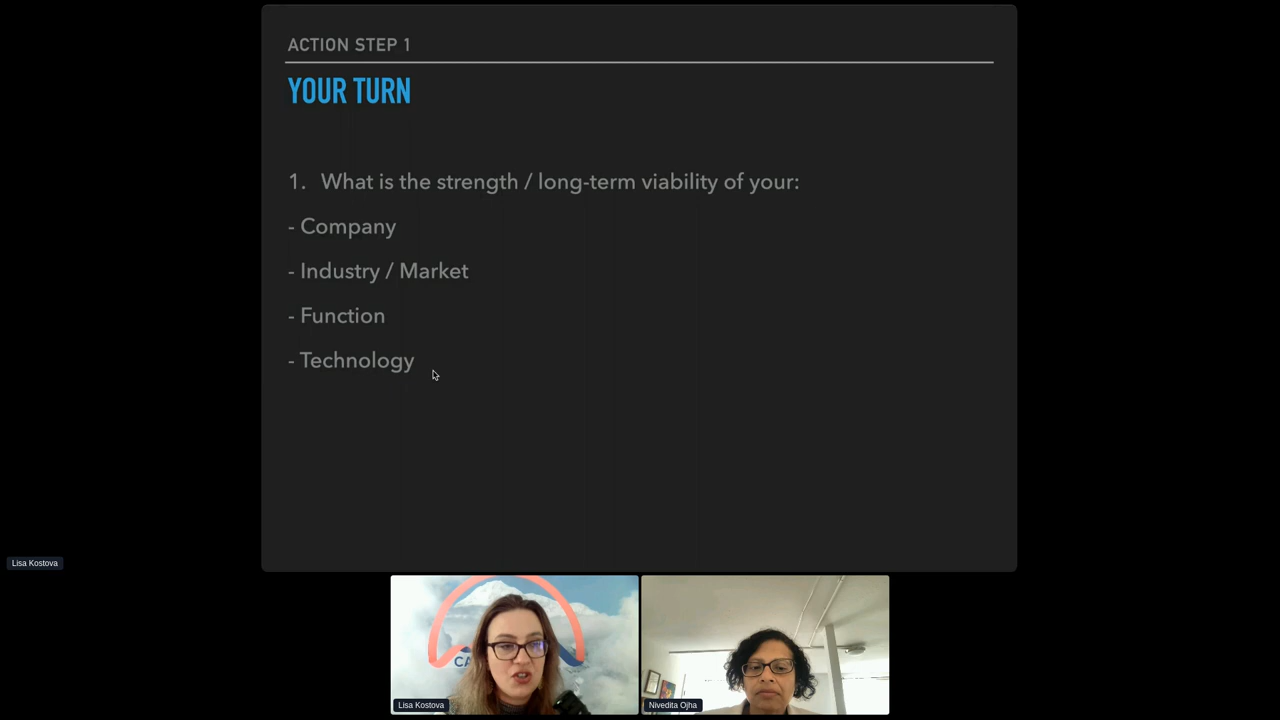 ACTION STEP 1
YOUR TURN
1. What is the strength / long-term viability of your:
- Company
- Industry / Market
- Function
- Technology
Lisa Kostova
CA
Lisa Kostova
Nivedita Ojha